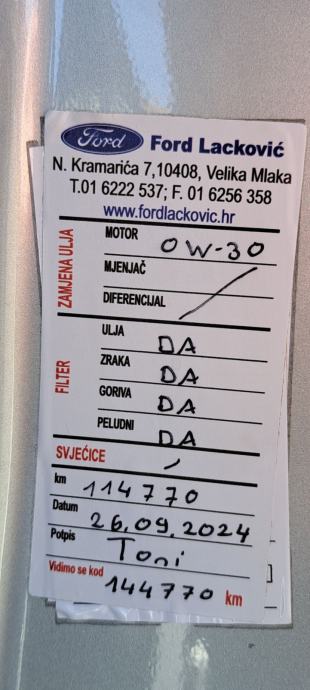 Ford Ford Lacković
N. Kramarića 7,10408, Velika Mlaka
T.01 6222 537; F. 01 6256 358
www.fordlackovic.hr
ZAMJENA ULJA
MOTOR 0W-30
MJENJAČ
DIFERENCIJAL
FILTER
ULJA DA
ZRAKA DA
GORIVA DA
PELUDNI DA
SVJEĆICE
km 114770
Datum 26.09.2024
Potpis Toni
Vidimo se kod 144770 km